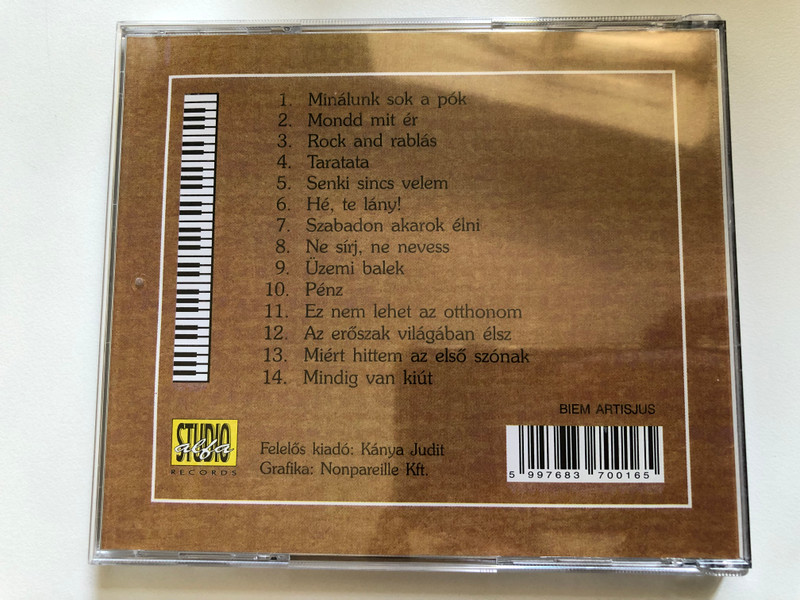 1. Minálunk sok a pók
2. Mondd mit ér
3. Rock and rablás
4. Taratata
5. Senki sincs velem
6. Hé, te lány!
7. Szabadon akarok élni
8. Ne sírj, ne nevess
9. Üzemi balek
10. Pénz
11. Ez nem lehet az otthonom
12. Az erőszak világában élsz
13. Miért hittem az első szónak
14. Mindig van kiút
BIEM ARTISJUS
STUDIO
alfa
RECORDS
Felelős kiadó: Kánya Judit
Grafika: Nonpareille Kft.
5 997683 700165